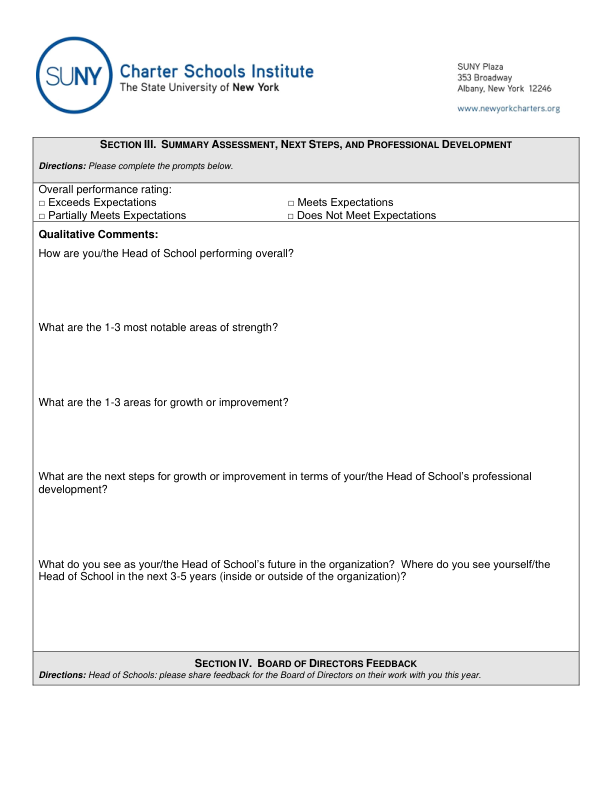 SUNY
Charter Schools Institute
The State University of New York
SUNY Plaza
353 Broadway
Albany, New York 12246
www.newyorkcharters.org
SECTION III. SUMMARY ASSESSMENT, NEXT STEPS, AND PROFESSIONAL DEVELOPMENT
Directions: Please complete the prompts below.
Overall performance rating:
□ Exceeds Expectations □ Meets Expectations
□ Partially Meets Expectations □ Does Not Meet Expectations
Qualitative Comments:
How are you/the Head of School performing overall?
What are the 1-3 most notable areas of strength?
What are the 1-3 areas for growth or improvement?
What are the next steps for growth or improvement in terms of your/the Head of School's professional
development?
What do you see as your/the Head of School's future in the organization? Where do you see yourself/the
Head of School in the next 3-5 years (inside or outside of the organization)?
SECTION IV. BOARD OF DIRECTORS FEEDBACK
Directions: Head of Schools: please share feedback for the Board of Directors on their work with you this year.